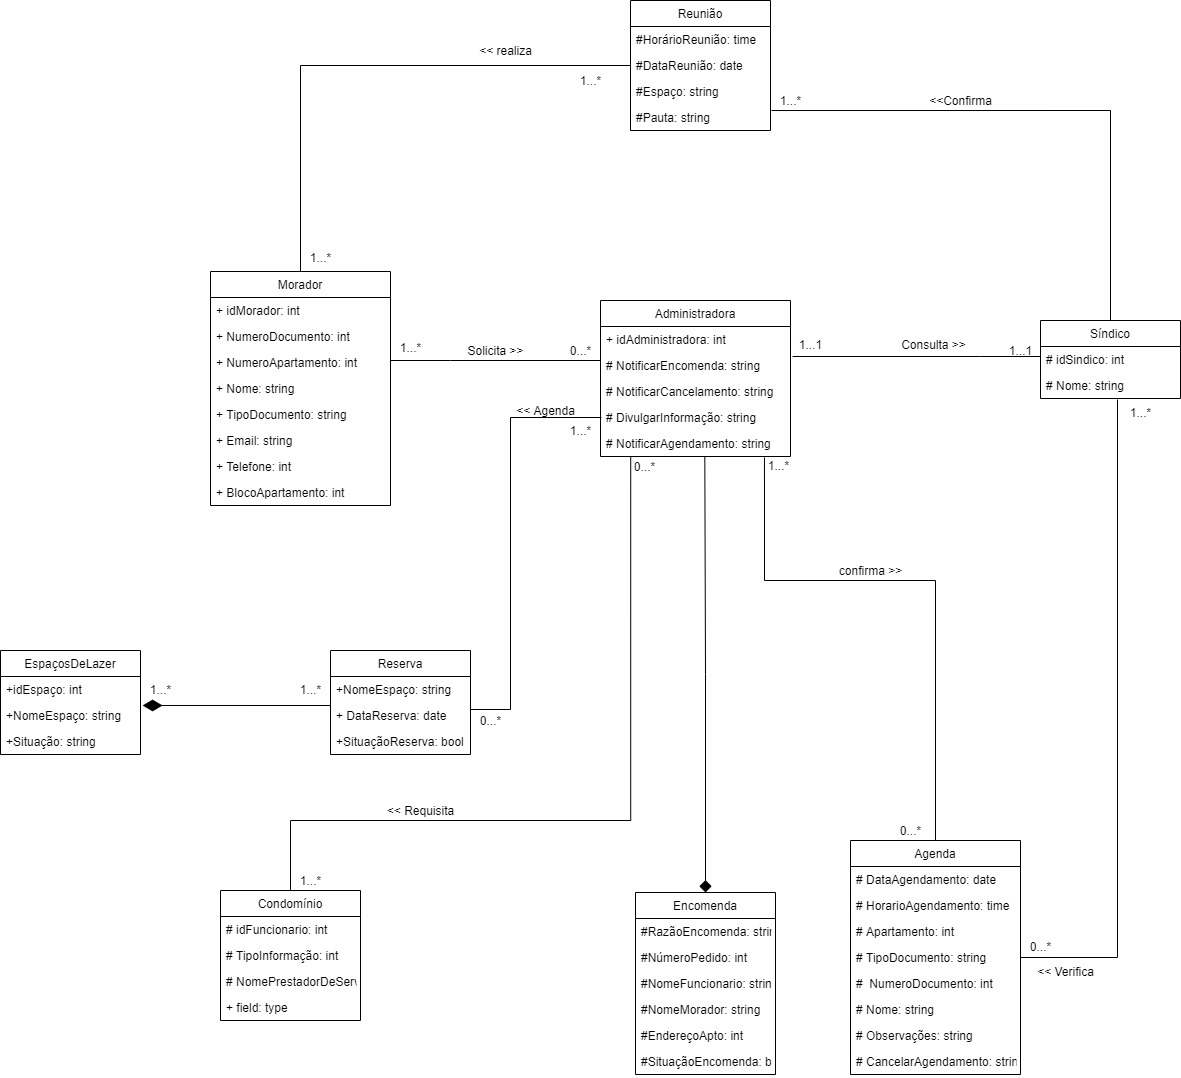 Reunião
#HorárioReunião: time
#DataReunião: date
#Espaço: string
#Pauta: string
<< realiza
1...*
1...*
<<Confirma
1...*
Morador
+ idMorador: int
+ NumeroDocumento: int
+ NumeroApartamento: int
+ Nome: string
+ TipoDocumento: string
+ Email: string
+ Telefone: int
+ BlocoApartamento: int
1...*
Solicita >>
0...*
Administradora
+ idAdministradora: int
# NotificarEncomenda: string
# NotificarCancelamento: string
# DivulgarInformação: string
# NotificarAgendamento: string
1...1
Consulta >>
1...1
Síndico
# idSindico: int
# Nome: string
1...*
<< Agenda
1...*
0...*
1...*
confirma >>
EspaçosDeLazer
+idEspaço: int
+NomeEspaço: string
+Situação: string
1...*
1...*
Reserva
+NomeEspaço: string
+ DataReserva: date
+SituaçãoReserva: bool
0...*
<< Requisita
1...*
Condomínio
# idFuncionario: int
# TipoInformação: int
# NomePrestadorDeServ
+ field: type
Encomenda
#RazãoEncomenda: strin
#NúmeroPedido: int
#NomeFuncionario: strin
#NomeMorador: string
#EndereçoApto: int
#SituaçãoEncomenda: b
0...*
Agenda
# DataAgendamento: date
# HorarioAgendamento: time
# Apartamento: int
# TipoDocumento: string
#  NumeroDocumento: int
# Nome: string
# Observações: string
# CancelarAgendamento: strin
0...*
<< Verifica